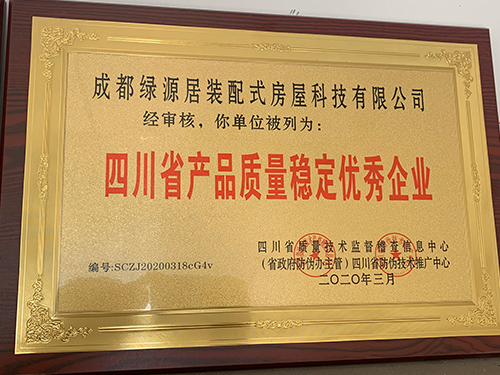 成都绿源居装配式房屋科技有限公司
经审核，你单位被列为：
四川省产品质量稳定优秀企业
四川省质量技术监督稽查信息中心
（省政府防伪办主管）四川省防伪技术推广中心
编号:SCZJ20200318cG4v
二〇二〇年三月